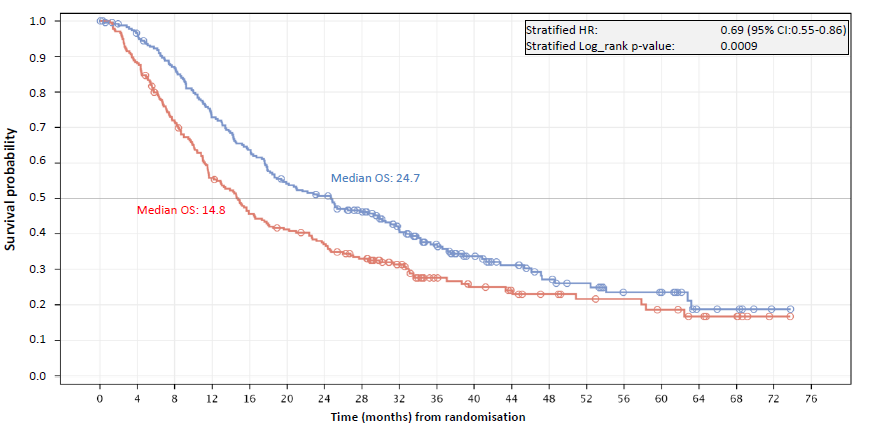 Stratified HR: 0.69 (95% CI:0.55-0.86)
Stratified Log_rank p-value: 0.0009
1.0
0.9
0.8
0.7
0.6
0.5
0.4
0.3
0.2
0.1
0.0
Survival probability
Median OS: 24.7
Median OS: 14.8
0 4 8 12 16 20 24 28 32 36 40 44 48 52 56 60 64 68 72 76
Time (months) from randomisation